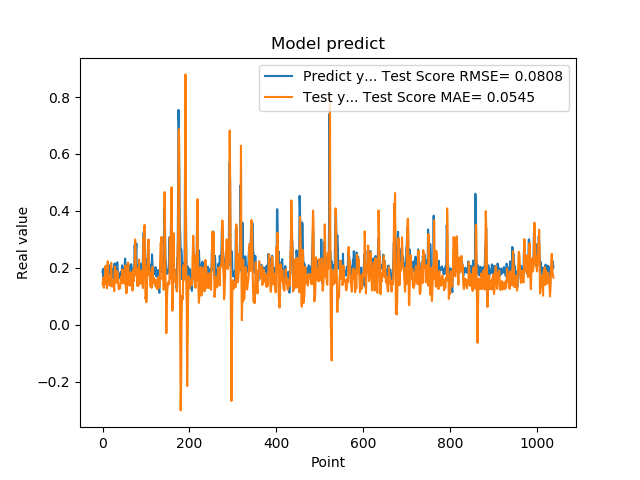 Model predict
Predict y... Test Score RMSE= 0.0808
Test y... Test Score MAE= 0.0545
Real value
0.8
0.6
0.4
0.2
0.0
−0.2
0 200 400 600 800 1000
Point